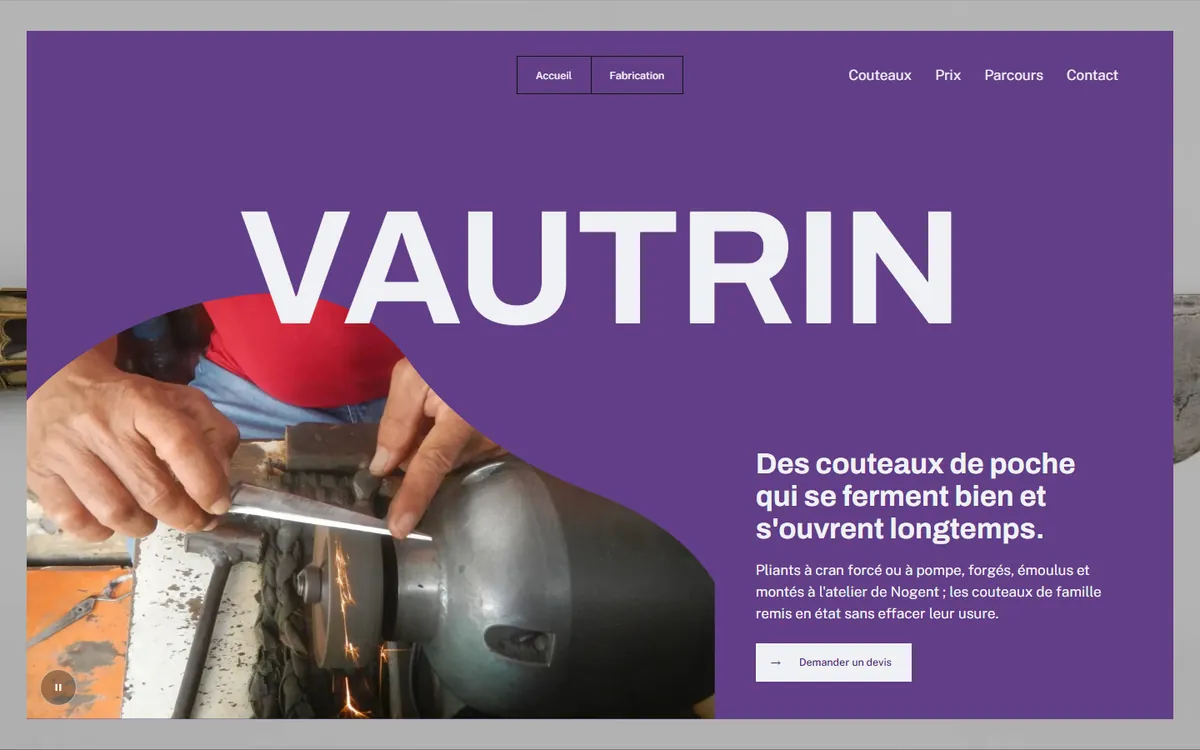 Accueil
Fabrication
Couteaux
Prix
Parcours
Contact
VAUTRIN
Des couteaux de poche
qui se ferment bien et
s'ouvrent longtemps.
Pliants à cran forcé ou à pompe, forgés, émoulus et
montés à l'atelier de Nogent ; les couteaux de famille
remis en état sans effacer leur usure.
→ Demander un devis